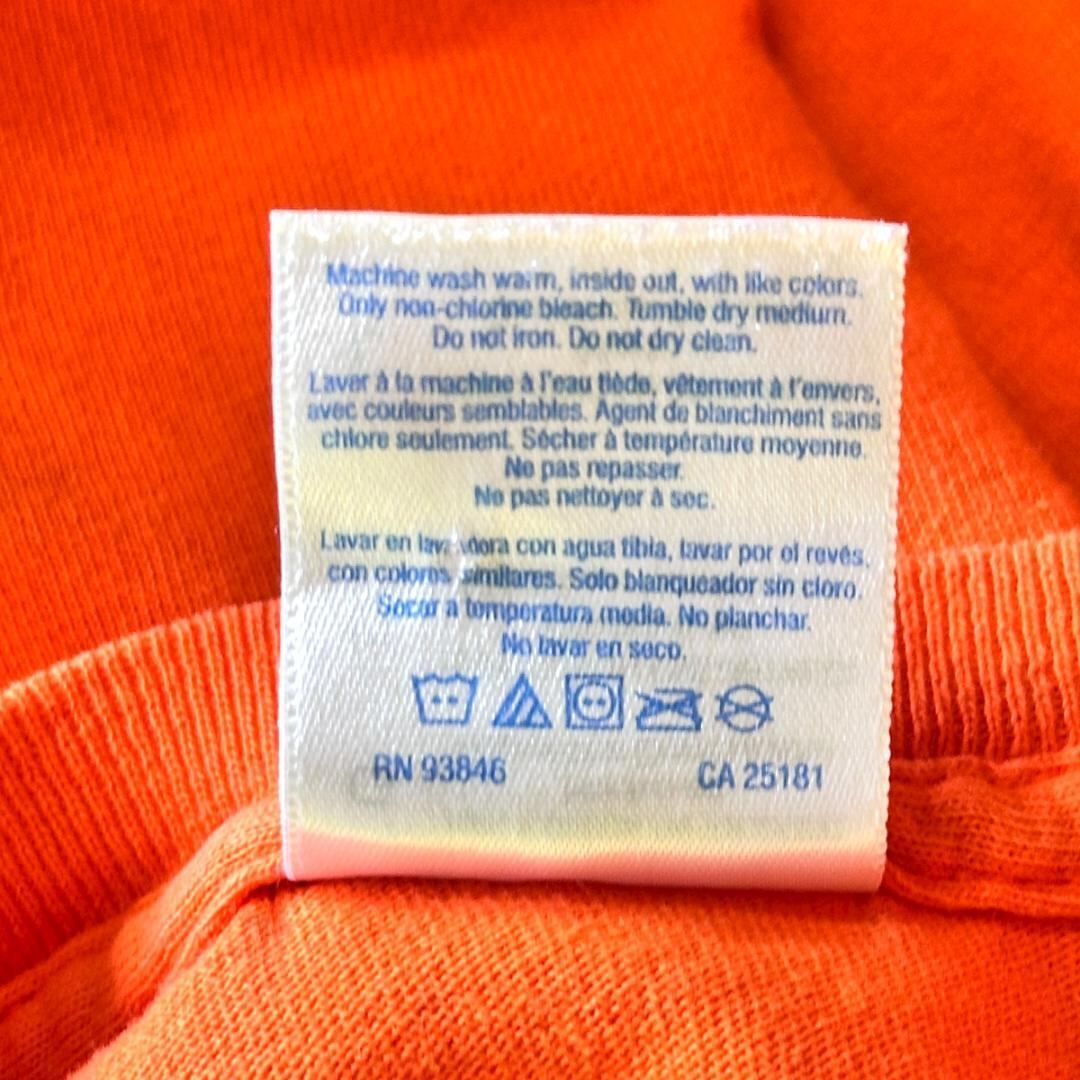 Machine wash warm, inside out, with like colors.
Only non-chlorine bleach. Tumble dry medium.
Do not iron. Do not dry clean.
Laver à la machine à l'eau tiède, vêtement à l'envers,
avec couleurs semblables. Agent de blanchiment sans
chlore seulement. Sécher à température moyenne.
Ne pas repasser.
Ne pas nettoyer à sec.
Lavar en lavadora con agua tibia, lavar por el revés,
con colores similares. Solo blanqueador sin cloro.
Secar a temperatura media. No planchar.
No lavar en seco.
RN 93846 CA 25181